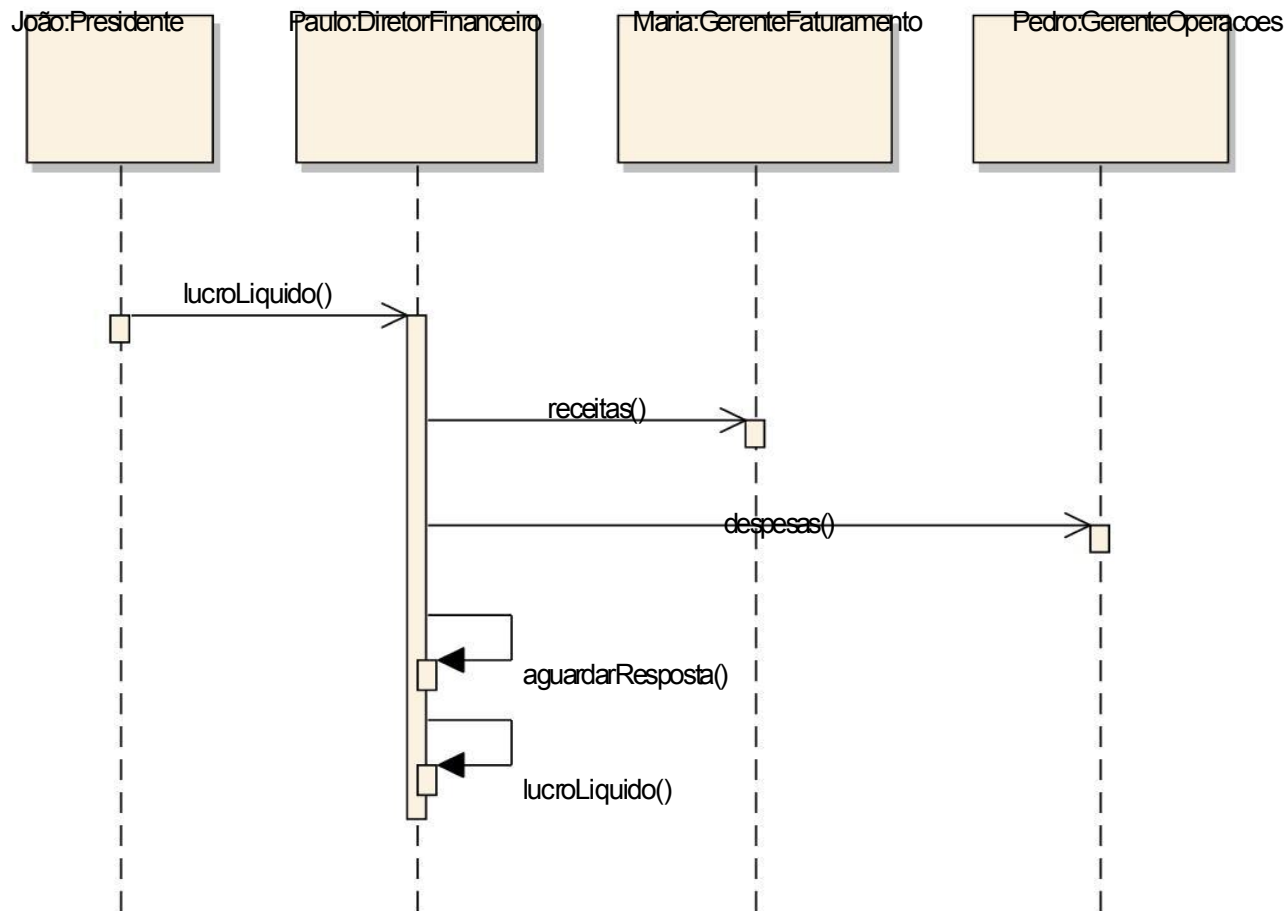 João:Presidente
Paulo:DiretorFinanceiro
Maria:GerenteFaturamento
Pedro:GerenteOperacoes
lucroLiquido()
receitas()
despesas()
aguardarResposta()
lucroLiquido()